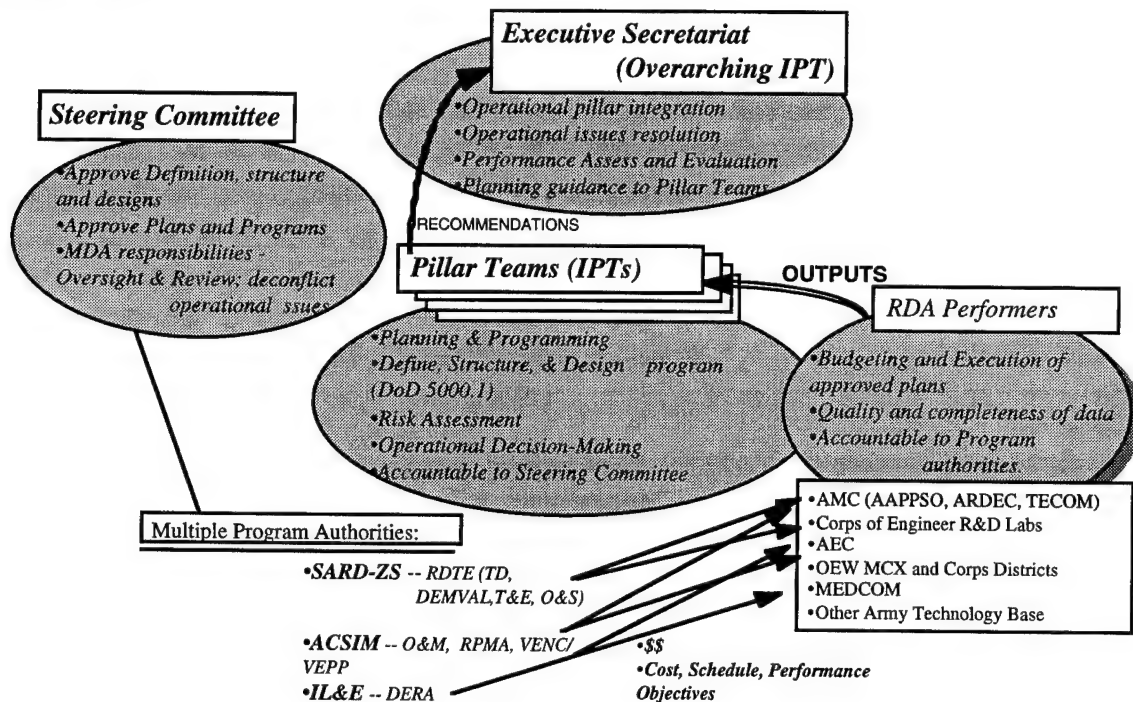 Executive Secretariat
(Overarching IPT)
•Operational pillar integration
•Operational issues resolution
•Performance Assess and Evaluation
•Planning guidance to Pillar Teams
Steering Committee
•Approve Definition, structure
and designs
•Approve Plans and Programs
•MDA responsibilities -
Oversight & Review; deconflict
operational ssues
RECOMMENDATIONS
Pillar Teams (IPTs)
•Planning & Programming
•Define, Structure, & Design program
(DoD 5000.1)
•Risk Assessment
•Operational Decision-Making
•Accountable to Steering Committee
OUTPUTS
RDA Performers
•Budgeting and Execution of
approved plans
•Quality and completeness of data
•Accountable to Program
authorities.
•AMC (AAPPSO, ARDEC, TECOM)
•Corps of Engineer R&D Labs
•AEC
•OEW MCX and Corps Districts
•MEDCOM
•Other Army Technology Base
Multiple Program Authorities:
•SARD-ZS -- RDTE (TD,
DEMVAL,T&E, O&S)
•ACSIM -- O&M, RPMA, VENC/
VEPP
•IL&E -- DERA
•$$
•Cost, Schedule, Performance
Objectives